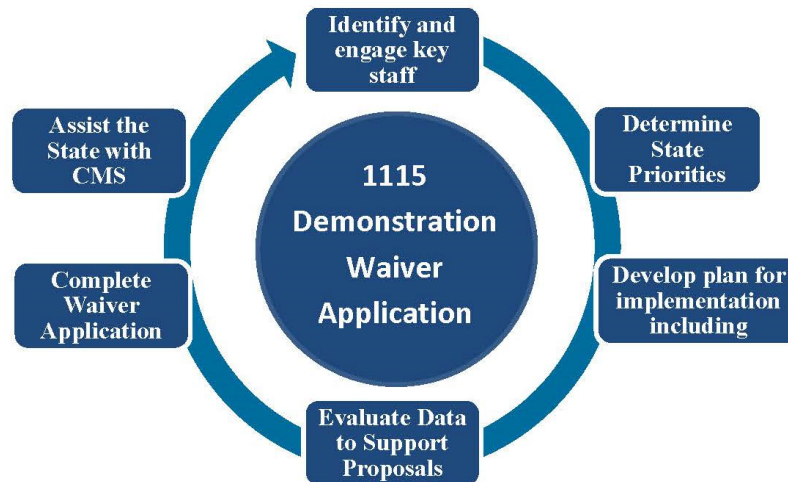 Identify and
engage key
staff
Determine
State
Priorities
Develop plan for
implementation
including
Evaluate Data
to Support
Proposals
Complete
Waiver
Application
Assist the
State with
CMS
1115
Demonstration
Waiver
Application